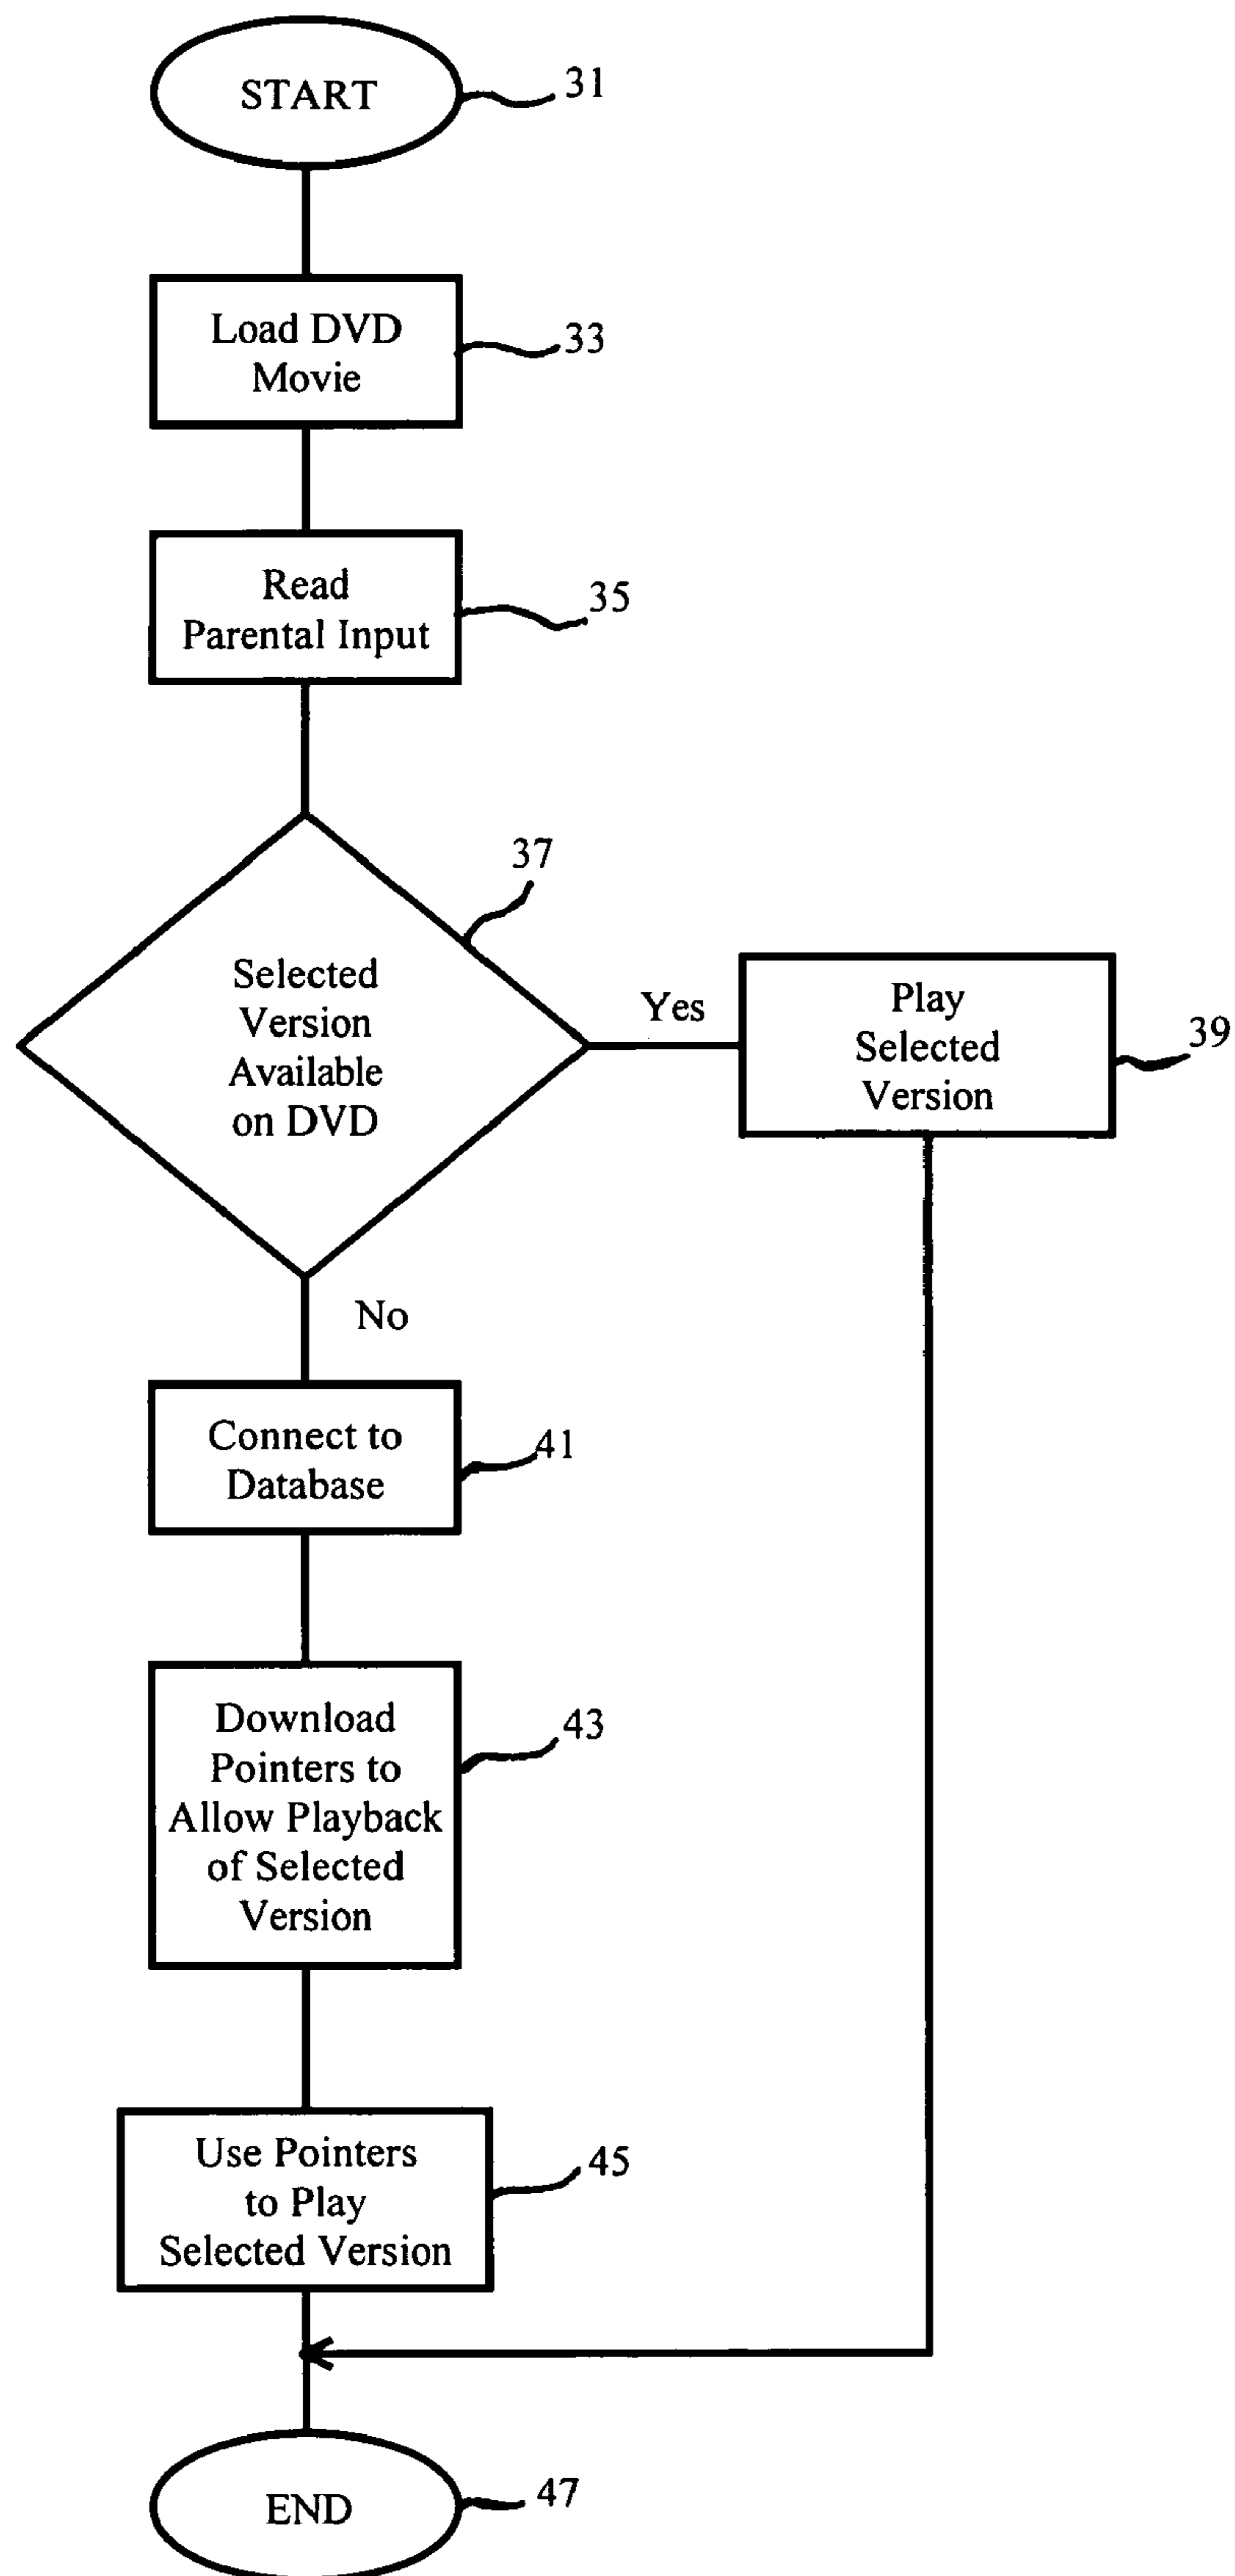 START
31
Load DVD
Movie
33
Read
Parental Input
35
37
Selected
Version
Available
on DVD
Yes
Play
Selected
Version
39
No
Connect to
Database
41
Download
Pointers to
Allow Playback
of Selected
Version
43
Use Pointers
to Play
Selected Version
45
END
47